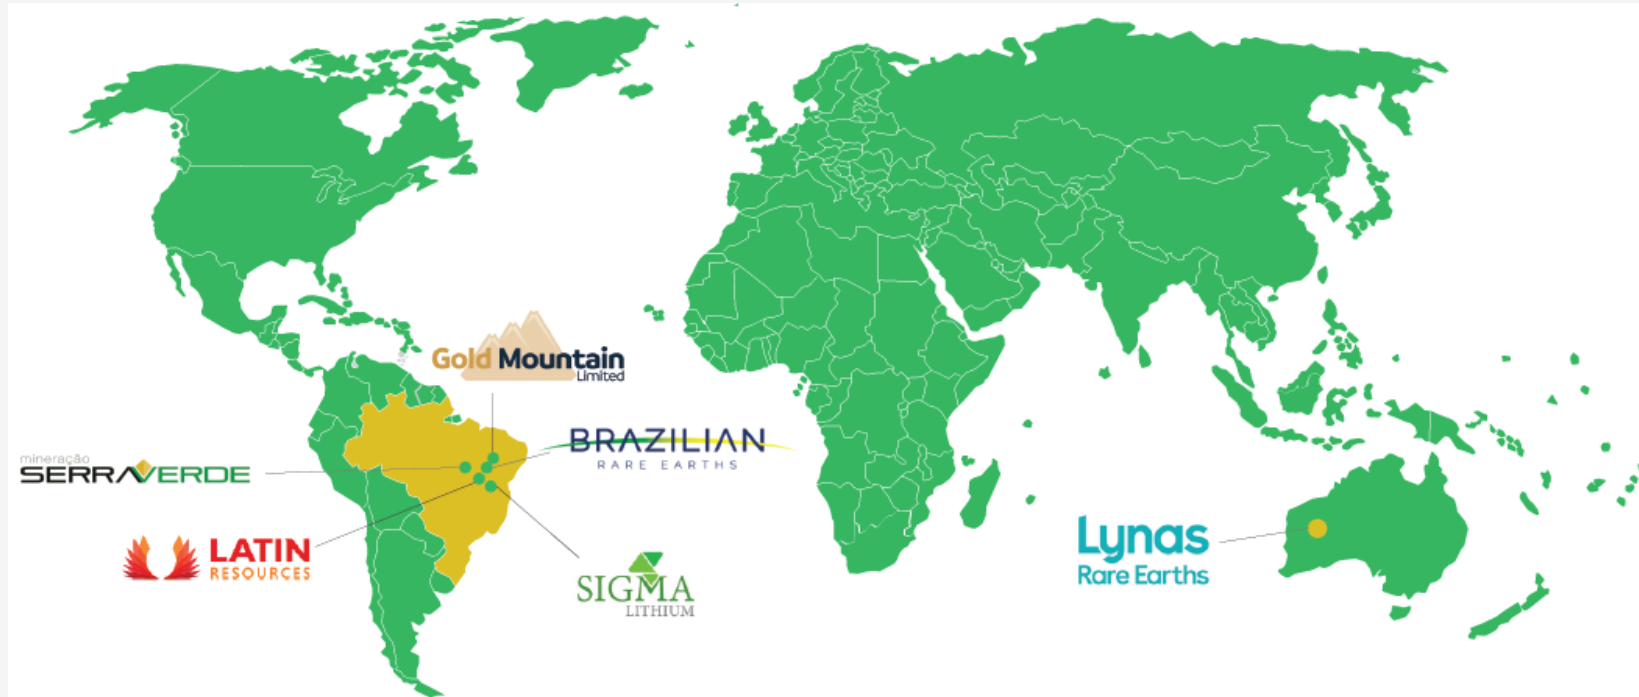 Gold Mountain
Limited
BRAZILIAN
RARE EARTHS
mineração
SERRAVERDE
LATIN
RESOURCES
SIGMA
LITHIUM
Lynas
Rare Earths